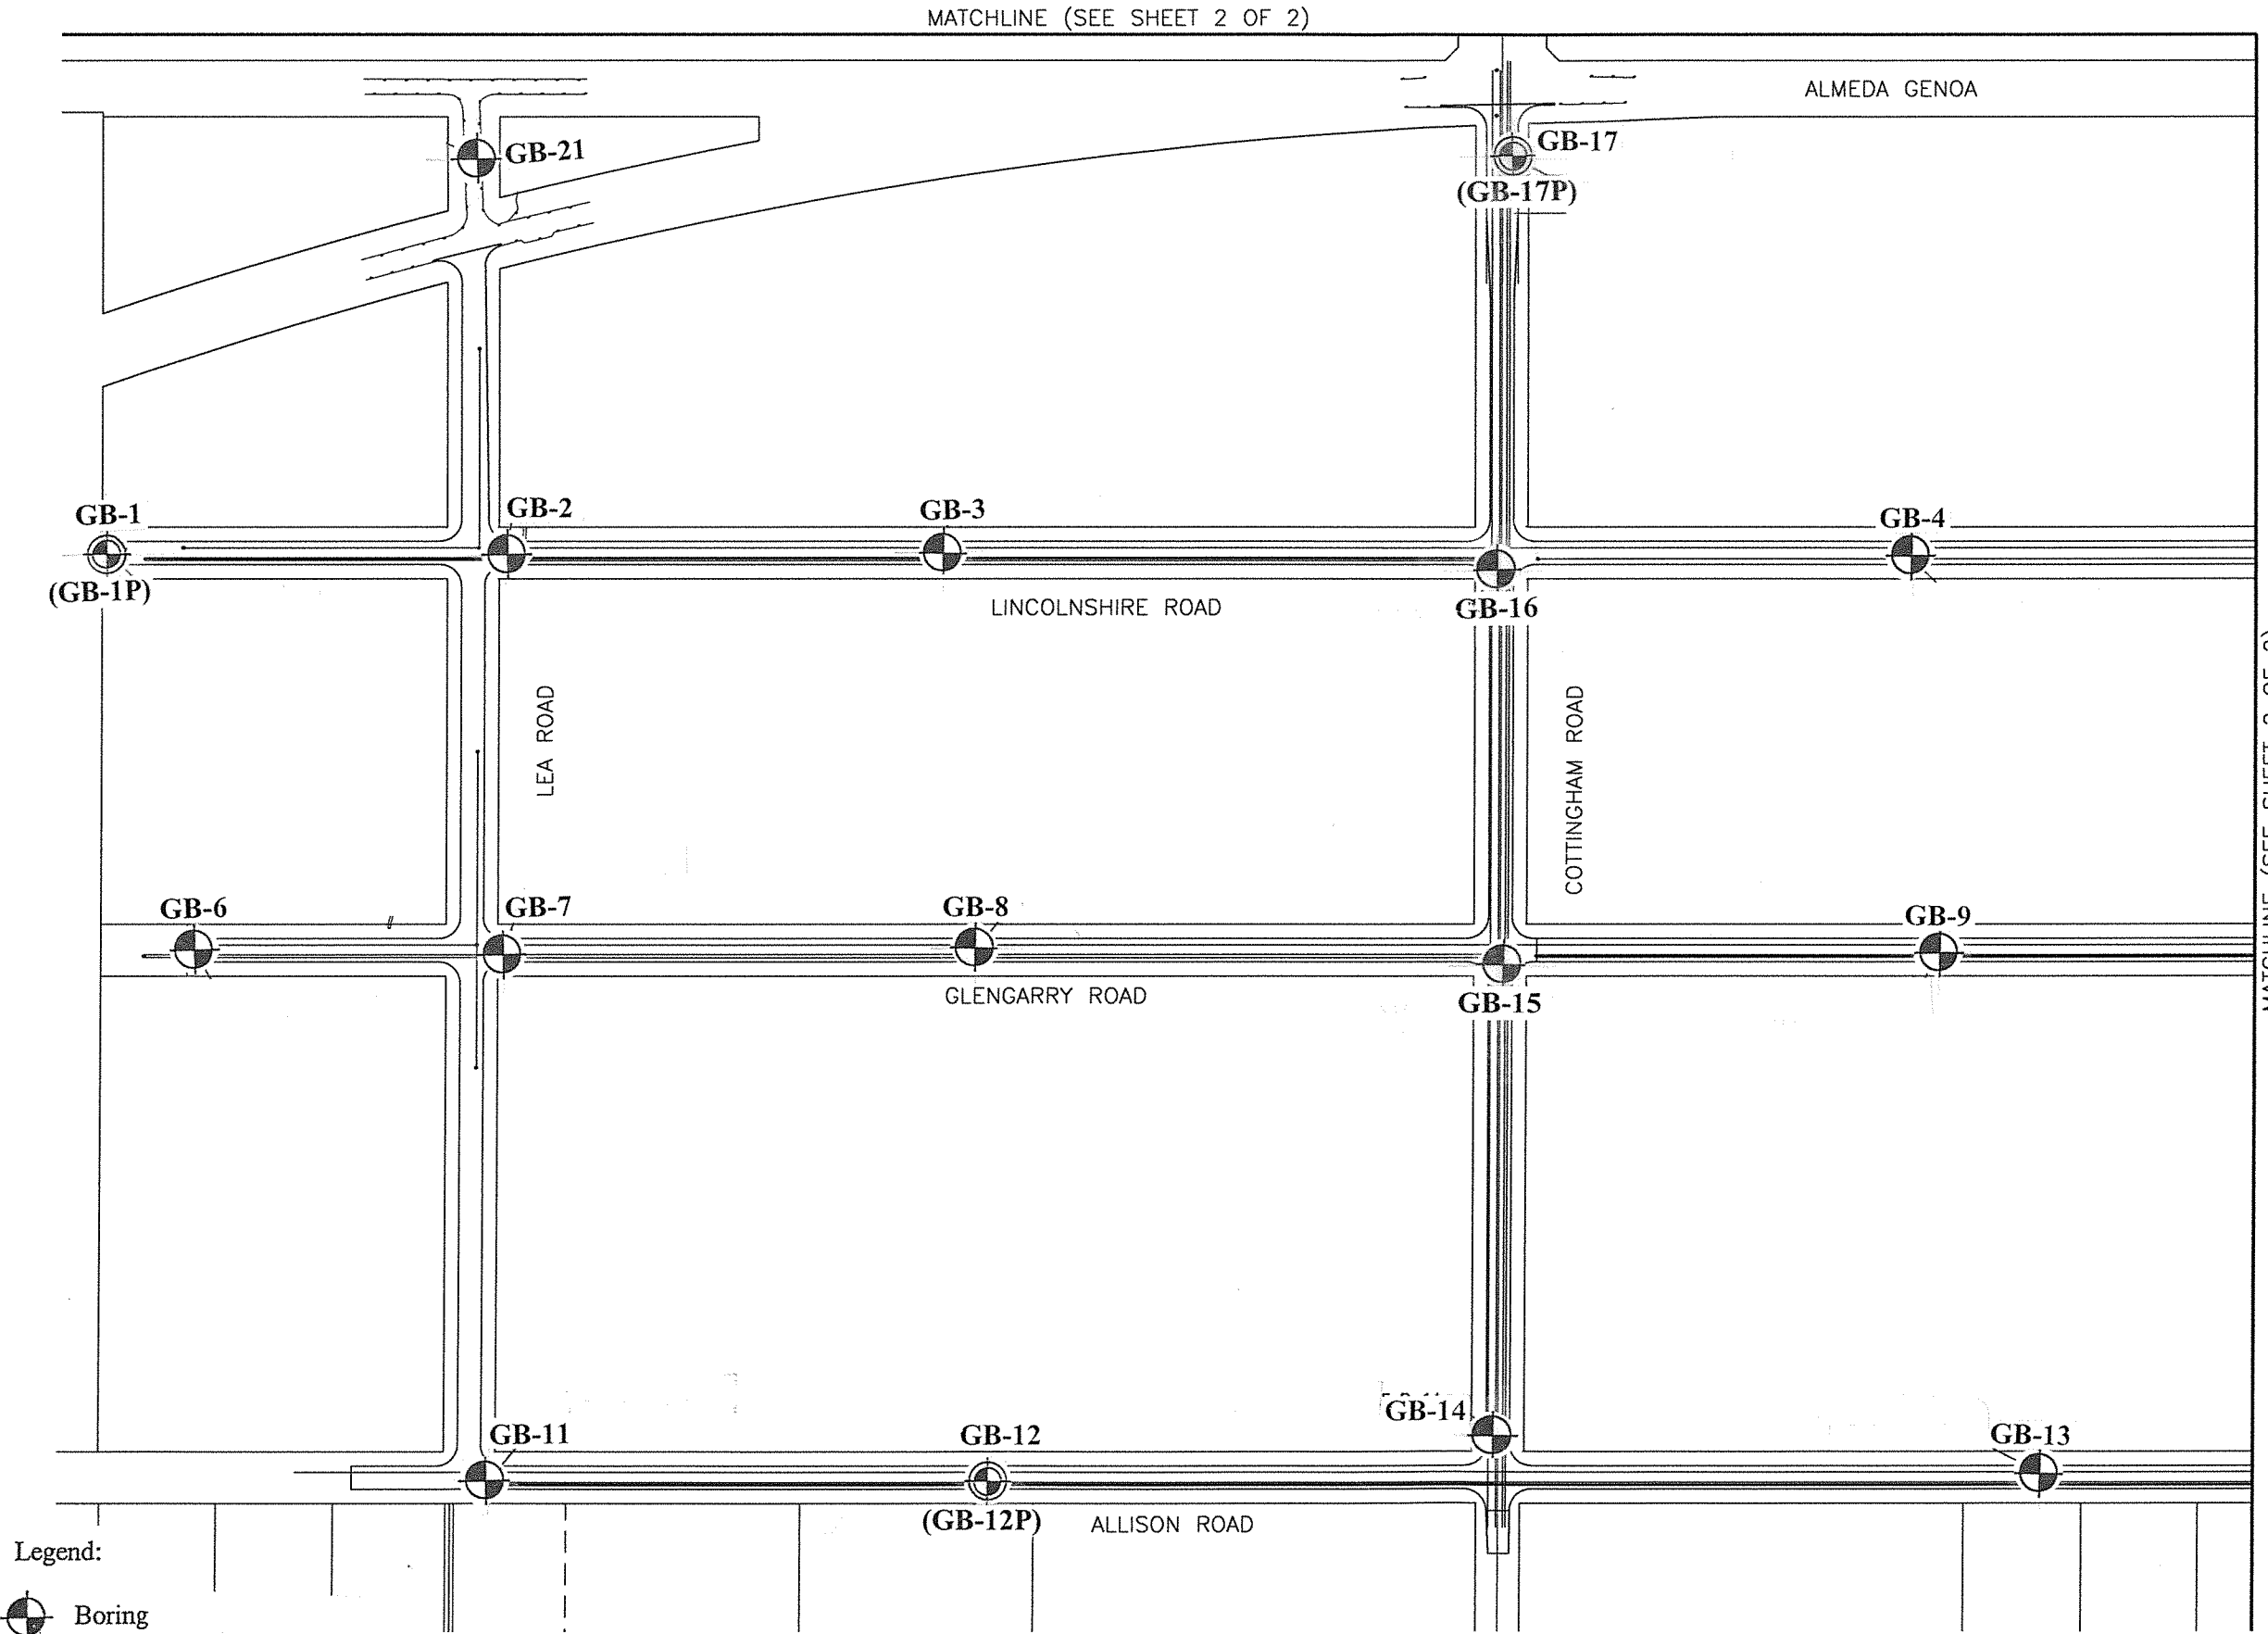 MATCHLINE (SEE SHEET 2 OF 2)
ALMEDA GENOA
GB-21
GB-17
(GB-17P)
GB-1
(GB-1P)
GB-2
GB-3
GB-4
LINCOLNSHIRE ROAD
GB-16
LEA ROAD
COTTINGHAM ROAD
GB-6
GB-7
GB-8
GB-9
GLENGARRY ROAD
GB-15
GB-14
GB-11
GB-12
(GB-12P)
GB-13
ALLISON ROAD
Legend:
Boring